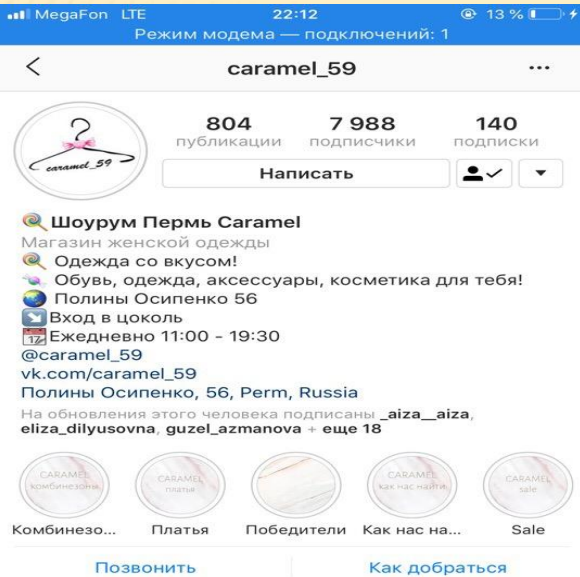 MegaFon LTE 22:12 13 %
Режим модема — подключений: 1
caramel_59
804 7 988 140
публикации подписчики подписки
caramel_59
Написать
Шоурум Пермь Caramel
Магазин женской одежды
Одежда со вкусом!
Обувь, одежда, аксессуары, косметика для тебя!
Полины Осипенко 56
Вход в цоколь
17 Ежедневно 11:00 - 19:30
@caramel_59
vk.com/caramel_59
Полины Осипенко, 56, Perm, Russia
На обновления этого человека подписаны _aiza__aiza,
eliza_dilyusovna, guzel_azmanova + еще 18
CARAMEL CARAMEL CARAMEL CARAMEL
комбинезоны платья как нас найти sale
Комбинезо... Платья Победители Как нас на... Sale
Позвонить Как добраться